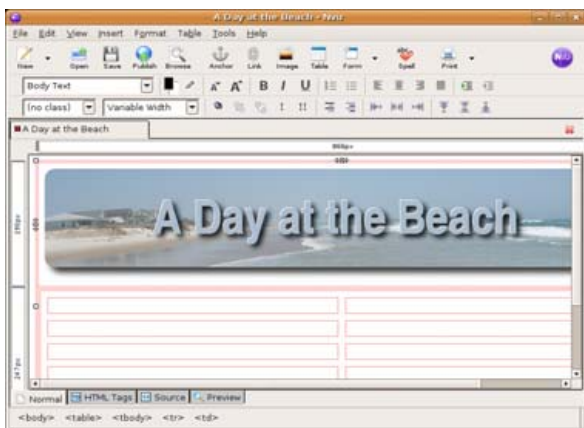 A Day at the Beach - Nvu
File Edit View Insert Format Table Tools Help
New Open Save Publish Browse Anchor Link Image Table Form Spell Print
Body Text A A B I U
(no class) Variable Width
A Day at the Beach
A Day at the Beach
Normal HTML Tags Source Preview
<body> <table> <tbody> <tr> <td>